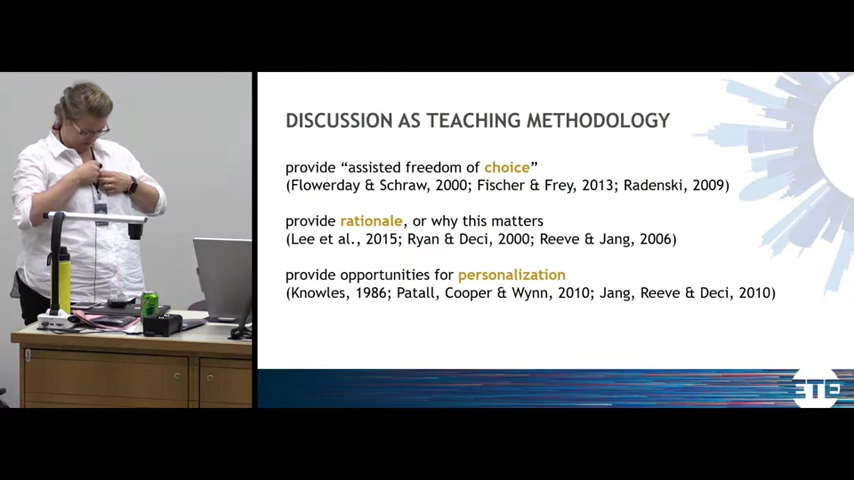 DISCUSSION AS TEACHING METHODOLOGY
provide “assisted freedom of choice”
(Flowerday & Schraw, 2000; Fischer & Frey, 2013; Radenski, 2009)
provide rationale, or why this matters
(Lee et al., 2015; Ryan & Deci, 2000; Reeve & Jang, 2006)
provide opportunities for personalization
(Knowles, 1986; Patall, Cooper & Wynn, 2010; Jang, Reeve & Deci, 2010)
ETE